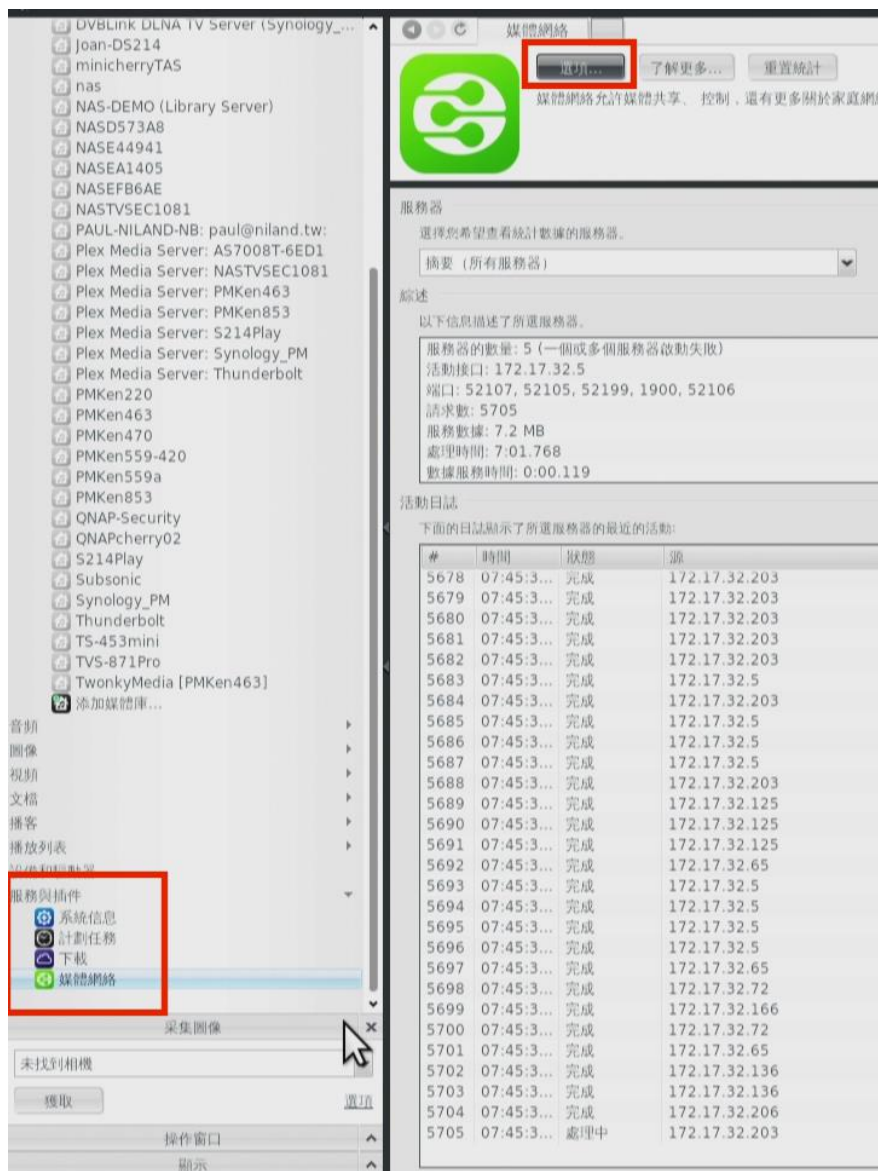 DVBLink DLNA TV Server (Synology_...
Joan-DS214
minicherryTAS
nas
NAS-DEMO (Library Server)
NASD573A8
NASE44941
NASEA1405
NASEFB6AE
NASTVSEC1081
PAUL-NILAND-NB: paul@niland.tw:
Plex Media Server: AS7008T-6ED1
Plex Media Server: NASTVSEC1081
Plex Media Server: PMKen463
Plex Media Server: PMKen853
Plex Media Server: S214Play
Plex Media Server: Synology_PM
Plex Media Server: Thunderbolt
PMKen220
PMKen463
PMKen470
PMKen559-420
PMKen559a
PMKen853
QNAP-Security
QNAPcherry02
S214Play
Subsonic
Synology_PM
Thunderbolt
TS-453mini
TVS-871Pro
TwonkyMedia [PMKen463]
添加媒體庫...
音頻
圖像
視頻
文檔
播客
播放列表
設備和驅動器
服務與插件
系統信息
計劃任務
下載
媒體網絡
采集圖像
未找到相機
獲取 選項
操作窗口
顯示
媒體網絡
選項... 了解更多... 重置統計
媒體網絡允許媒體共享、 控制，還有更多關於家庭網
服務器
選擇您希望查看統計數據的服務器。
摘要（所有服務器）
綜述
以下信息描述了所選服務器。
服務器的數量: 5 (一個或多個服務器啟動失敗)
活動接口: 172.17.32.5
端口: 52107, 52105, 52199, 1900, 52106
請求數: 5705
服務數據: 7.2 MB
處理時間: 7:01.768
數據服務時間: 0:00.119
活動日誌
下面的日誌顯示了所選服務器的最近的活動:
# 時間 狀態 源
5678 07:45:3... 完成 172.17.32.203
5679 07:45:3... 完成 172.17.32.203
5680 07:45:3... 完成 172.17.32.203
5681 07:45:3... 完成 172.17.32.203
5682 07:45:3... 完成 172.17.32.203
5683 07:45:3... 完成 172.17.32.5
5684 07:45:3... 完成 172.17.32.203
5685 07:45:3... 完成 172.17.32.5
5686 07:45:3... 完成 172.17.32.5
5687 07:45:3... 完成 172.17.32.5
5688 07:45:3... 完成 172.17.32.203
5689 07:45:3... 完成 172.17.32.125
5690 07:45:3... 完成 172.17.32.125
5691 07:45:3... 完成 172.17.32.125
5692 07:45:3... 完成 172.17.32.65
5693 07:45:3... 完成 172.17.32.5
5694 07:45:3... 完成 172.17.32.5
5695 07:45:3... 完成 172.17.32.5
5696 07:45:3... 完成 172.17.32.5
5697 07:45:3... 完成 172.17.32.65
5698 07:45:3... 完成 172.17.32.72
5699 07:45:3... 完成 172.17.32.166
5700 07:45:3... 完成 172.17.32.72
5701 07:45:3... 完成 172.17.32.65
5702 07:45:3... 完成 172.17.32.136
5703 07:45:3... 完成 172.17.32.136
5704 07:45:3... 完成 172.17.32.206
5705 07:45:3... 處理中 172.17.32.203